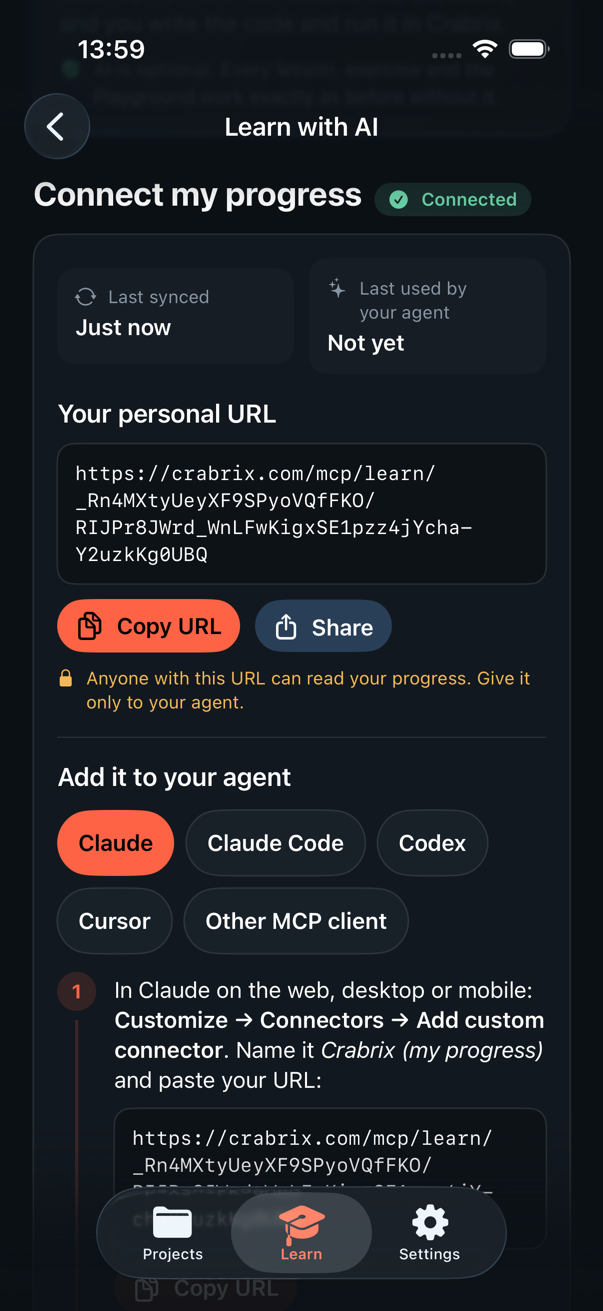 13:59
Learn with AI
Connect my progress
Connected
Last synced
Just now
Last used by
your agent
Not yet
Your personal URL
https://crabrix.com/mcp/learn/
_Rn4MXtyUeyXF9SPyoVQfFKO/
RIJPr8JWrd_WnLFwKigxSE1pzz4jYcha-
Y2uzkKg0UBQ
Copy URL
Share
Anyone with this URL can read your progress. Give it
only to your agent.
Add it to your agent
Claude
Claude Code
Codex
Cursor
Other MCP client
1
In Claude on the web, desktop or mobile:
Customize → Connectors → Add custom
connector. Name it Crabrix (my progress)
and paste your URL:
https://crabrix.com/mcp/learn/
_Rn4MXtyUeyXF9SPyoVQfFKO/
Projects
Learn
Settings
Copy URL